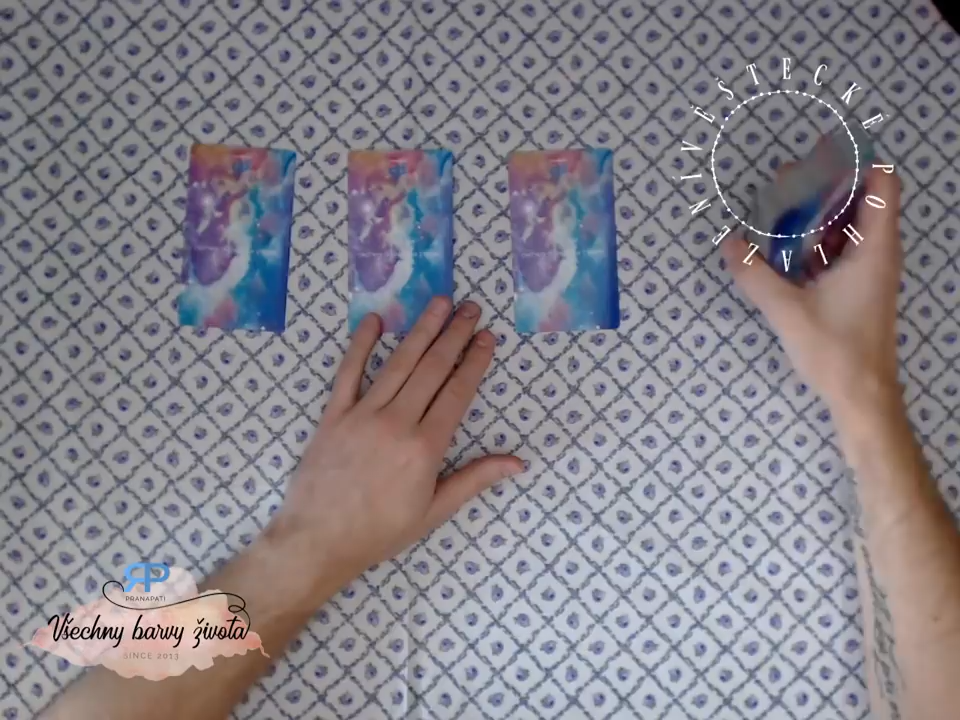 VĚŠTECKÉ POHLAZENÍ
RP
PRANAPATI
Všechny barvy života
SINCE 2013